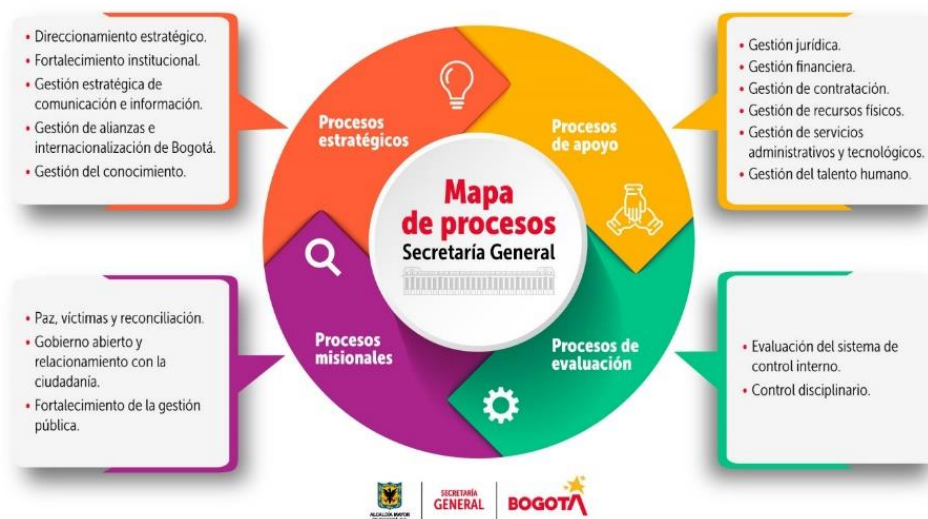 • Direccionamiento estratégico.
• Fortalecimiento institucional.
• Gestión estratégica de
comunicación e información.
• Gestión de alianzas e
internacionalización de Bogotá.
• Gestión del conocimiento.
Procesos
estratégicos
Procesos
de apoyo
• Gestión jurídica.
• Gestión financiera.
• Gestión de contratación.
• Gestión de recursos físicos.
• Gestión de servicios
administrativos y tecnológicos.
• Gestión del talento humano.
Mapa
de procesos
Secretaría General
• Paz, víctimas y reconciliación.
• Gobierno abierto y
relacionamiento con la
ciudadanía.
• Fortalecimiento de la gestión
pública.
Procesos
misionales
Procesos de
evaluación
• Evaluación del sistema de
control interno.
• Control disciplinario.
ALCALDÍA MAYOR
SECRETARÍA
GENERAL
BOGOTÁ